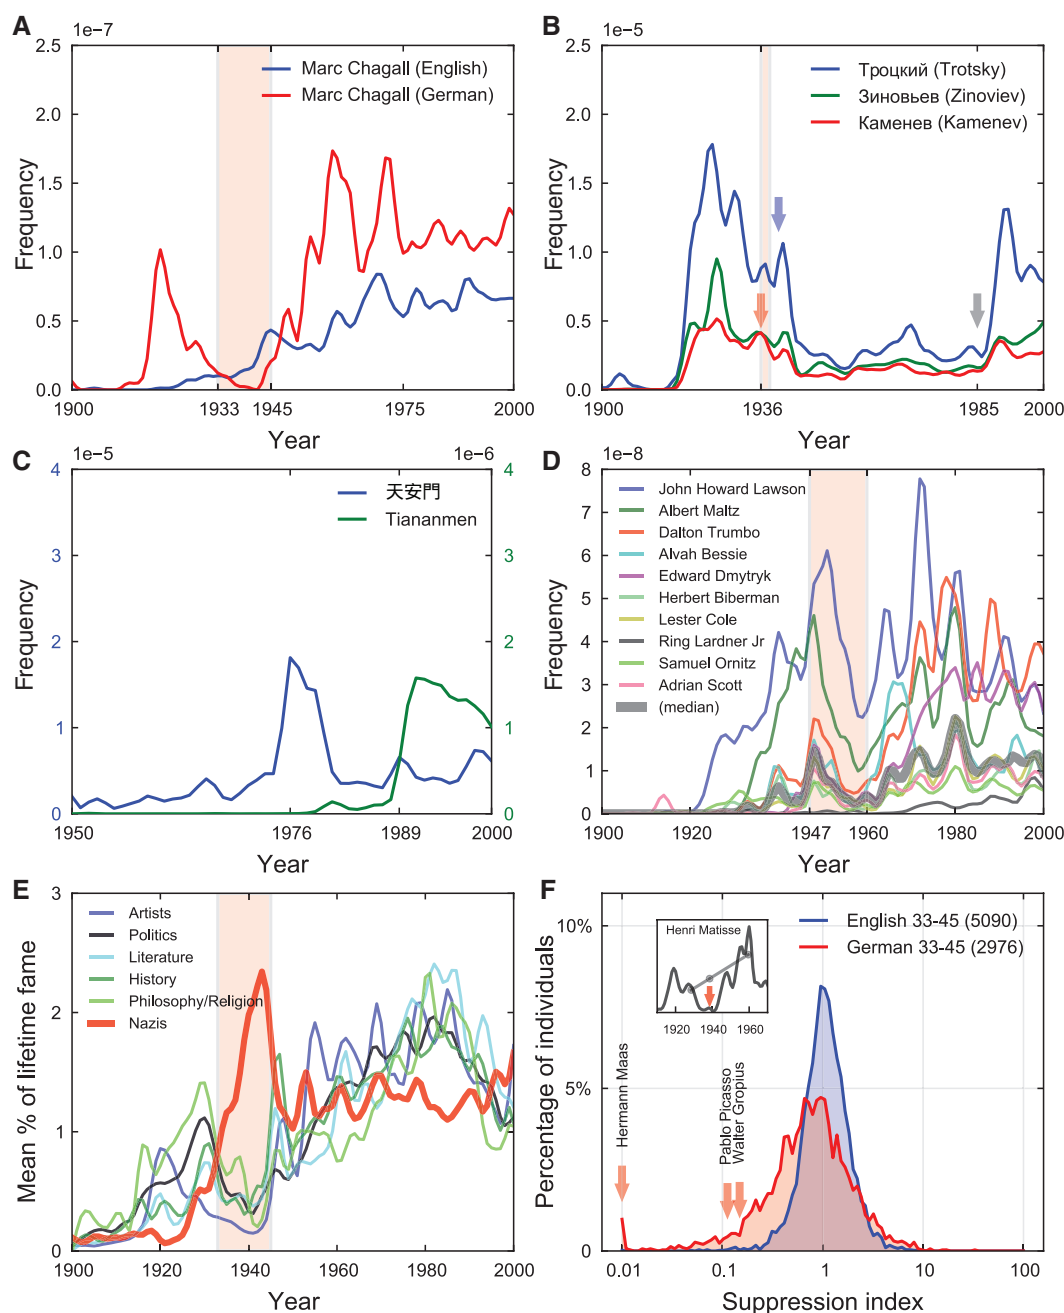 A
1e−7
2.5
2.0
1.5
1.0
0.5
0.0
Frequency
Marc Chagall (English)
Marc Chagall (German)
1900
1933
1945
1975
2000
Year
B
1e−5
2.5
2.0
1.5
1.0
0.5
0.0
Frequency
Троцкий (Trotsky)
Зиновьев (Zinoviev)
Каменев (Kamenev)
1900
1936
1985
2000
Year
C
1e−5
1e−6
4
3
2
1
0
Frequency
天安門
Tiananmen
4
3
2
1
0
1950
1976
1989
2000
Year
D
1e−8
8
7
6
5
4
3
2
1
0
Frequency
John Howard Lawson
Albert Maltz
Dalton Trumbo
Alvah Bessie
Edward Dmytryk
Herbert Biberman
Lester Cole
Ring Lardner Jr
Samuel Ornitz
Adrian Scott
(median)
1900
1920
1947
1960
1980
2000
Year
E
3
2
1
0
Mean % of lifetime fame
Artists
Politics
Literature
History
Philosophy/Religion
Nazis
1900
1920
1940
1960
1980
2000
Year
F
10%
5%
0
Percentage of individuals
Henri Matisse
1920
1940
1960
English 33-45 (5090)
German 33-45 (2976)
Hermann Maas
Pablo Picasso
Walter Gropius
0.01
0.1
1
10
100
Suppression index